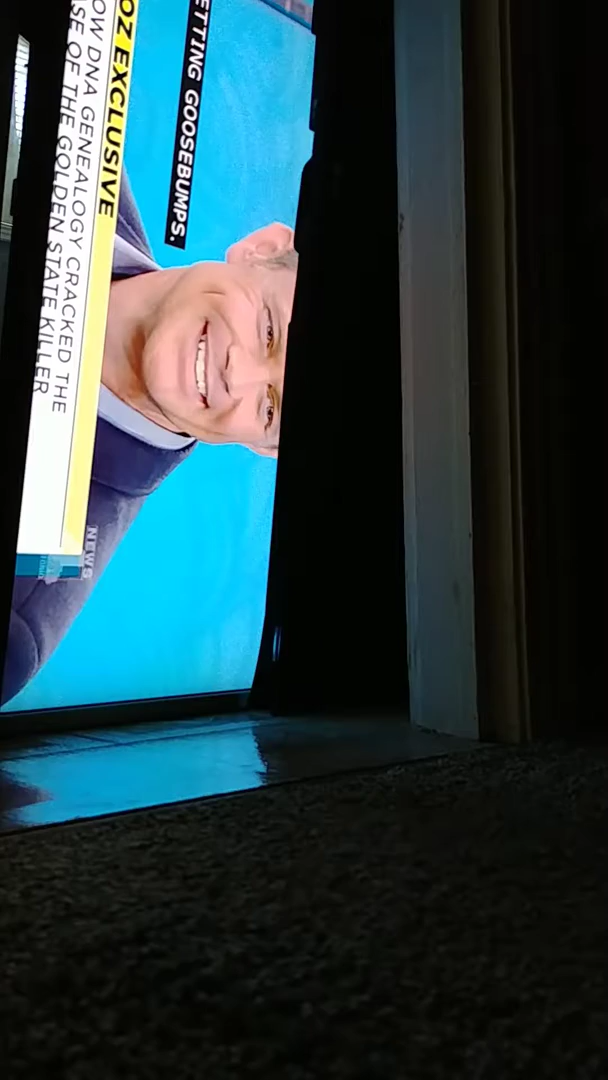 ETTING GOOSEBUMPS.
OZ EXCLUSIVE
OW DNA GENEALOGY CRACKED THE
SE OF THE GOLDEN STATE KILLER
NEWS